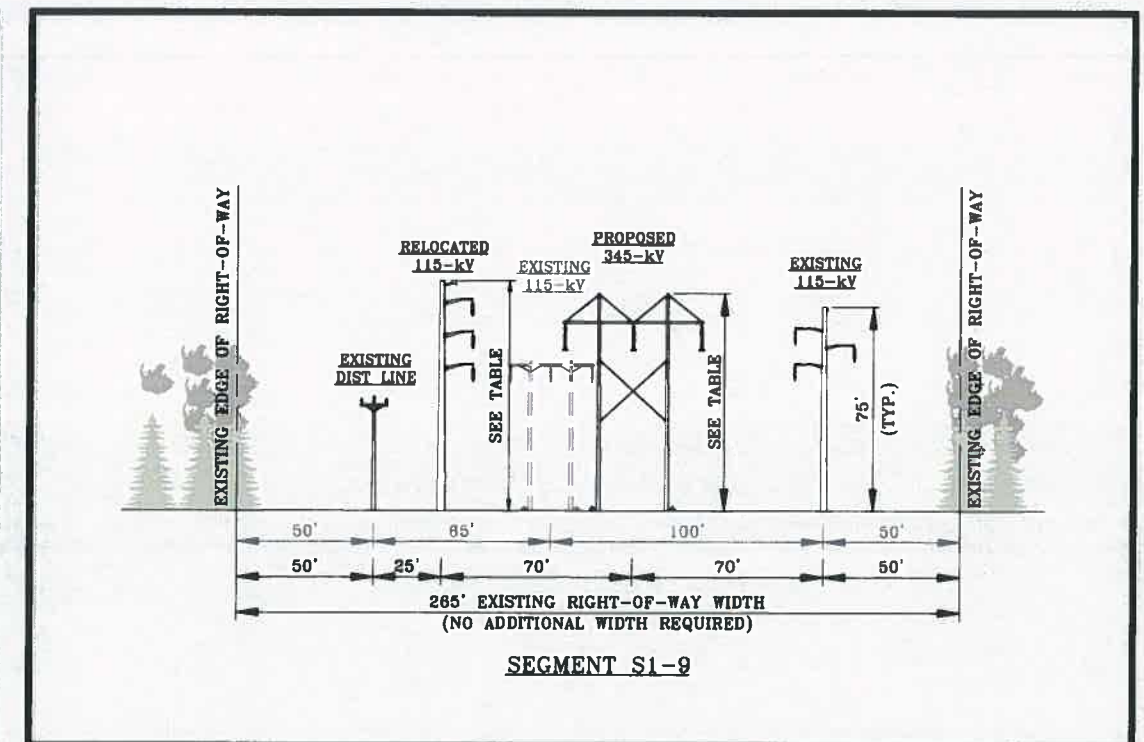 EXISTING EDGE OF RIGHT-OF-WAY
EXISTING
DIST LINE
RELOCATED
115-kV
SEE TABLE
EXISTING
115-kV
PROPOSED
345-kV
SEE TABLE
EXISTING
115-kV
75'
(TYP.)
EXISTING EDGE OF RIGHT-OF-WAY
50' 65' 100' 50'
50' 25' 70' 70' 50'
265' EXISTING RIGHT-OF-WAY WIDTH
(NO ADDITIONAL WIDTH REQUIRED)
SEGMENT S1-9